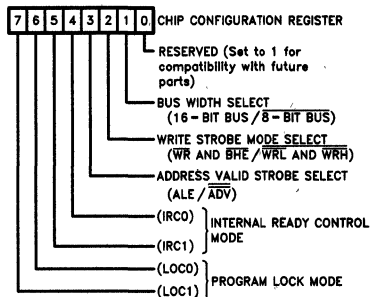 7 6 5 4 3 2 1 0 CHIP CONFIGURATION REGISTER
RESERVED (Set to 1 for
compatibility with future
parts)
BUS WIDTH SELECT
(16-BIT BUS/8-BIT BUS)
WRITE STROBE MODE SELECT
(WR AND BHE/WRL AND WRH)
ADDRESS VALID STROBE SELECT
(ALE/ADV)
(IRC0)
INTERNAL READY CONTROL
MODE
(IRC1)
(LOC0)
PROGRAM LOCK MODE
(LOC1)